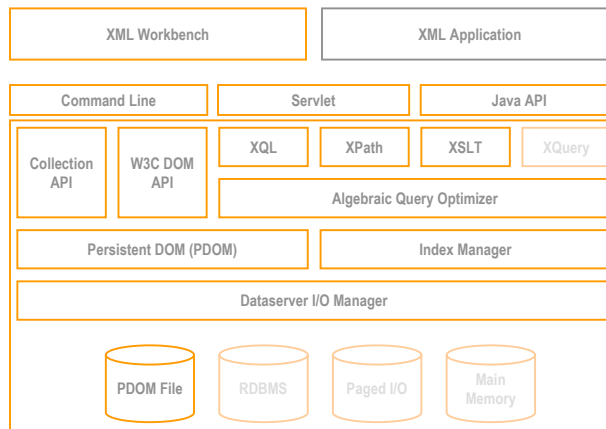 XML Workbench
XML Application
Command Line
Servlet
Java API
Collection
API
W3C DOM
API
XQL
XPath
XSLT
XQuery
Algebraic Query Optimizer
Persistent DOM (PDOM)
Index Manager
Dataserver I/O Manager
PDOM File
RDBMS
Paged I/O
Main
Memory